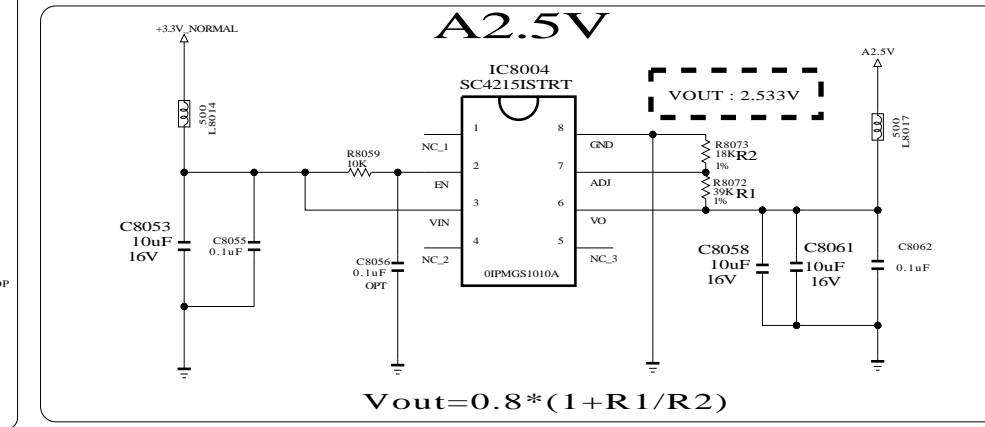 A2.5V
+3.3V_NORMAL
A2.5V
IC8004
SC4215ISTRT
VOUT : 2.533V
500
L8014
500
L8017
1
8
NC_1
GND
R8073
18K R2
1%
R8059
10K
2
7
EN
ADJ
R8072
39K R1
1%
3
6
VIN
VO
C8053
10uF
16V
C8055
0.1uF
4
5
NC_2
NC_3
C8056
0.1uF
OPT
0IPMGS1010A
C8058
10uF
16V
C8061
10uF
16V
C8062
0.1uF
OP
Vout=0.8*(1+R1/R2)